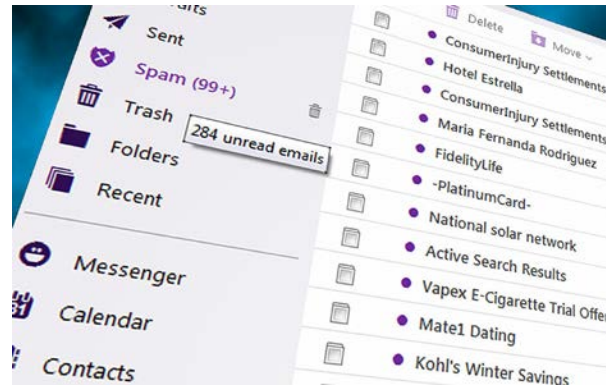 Sent
Spam (99+)
Trash
284 unread emails
Folders
Recent
Messenger
31
Calendar
Contacts
Delete
Move
ConsumerInjury Settlements
Hotel Estrella
ConsumerInjury Settlements
Maria Fernanda Rodriguez
FidelityLife
-PlatinumCard-
National solar network
Active Search Results
Vapex E-Cigarette Trial Offer
Mate1 Dating
Kohl's Winter Savings